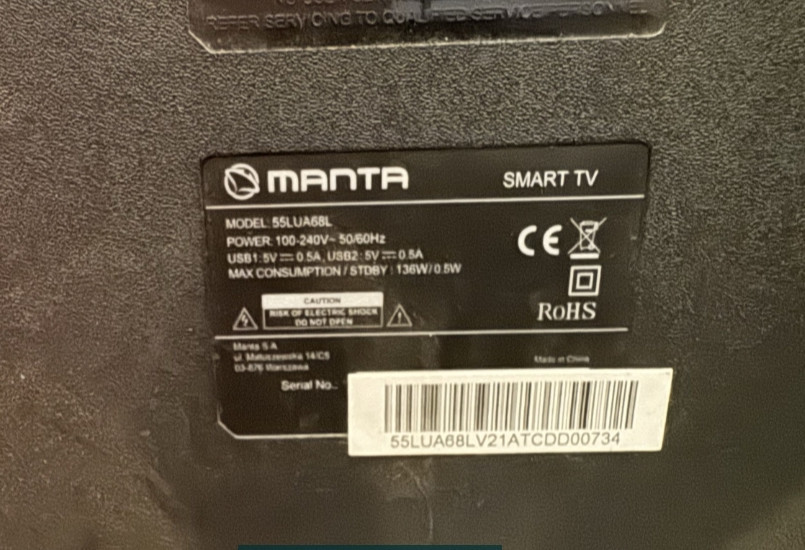 REFER SERVICING TO QUALIFIED SERVICE PERSONNEL
MANTA
SMART TV
MODEL: 55LUA68L
POWER: 100-240V~ 50/60Hz
USB1:5V⎓0.5A, USB2: 5V⎓0.5A
MAX CONSUMPTION / STDBY : 136W/0.5W
CE
CAUTION
RISK OF ELECTRIC SHOCK
DO NOT OPEN
RoHS
Manta S.A.
ul. Matuszewska 14/C5
03-876 Warszawa
Made in China
Serial No.:
55LUA68LV21ATCDD00734